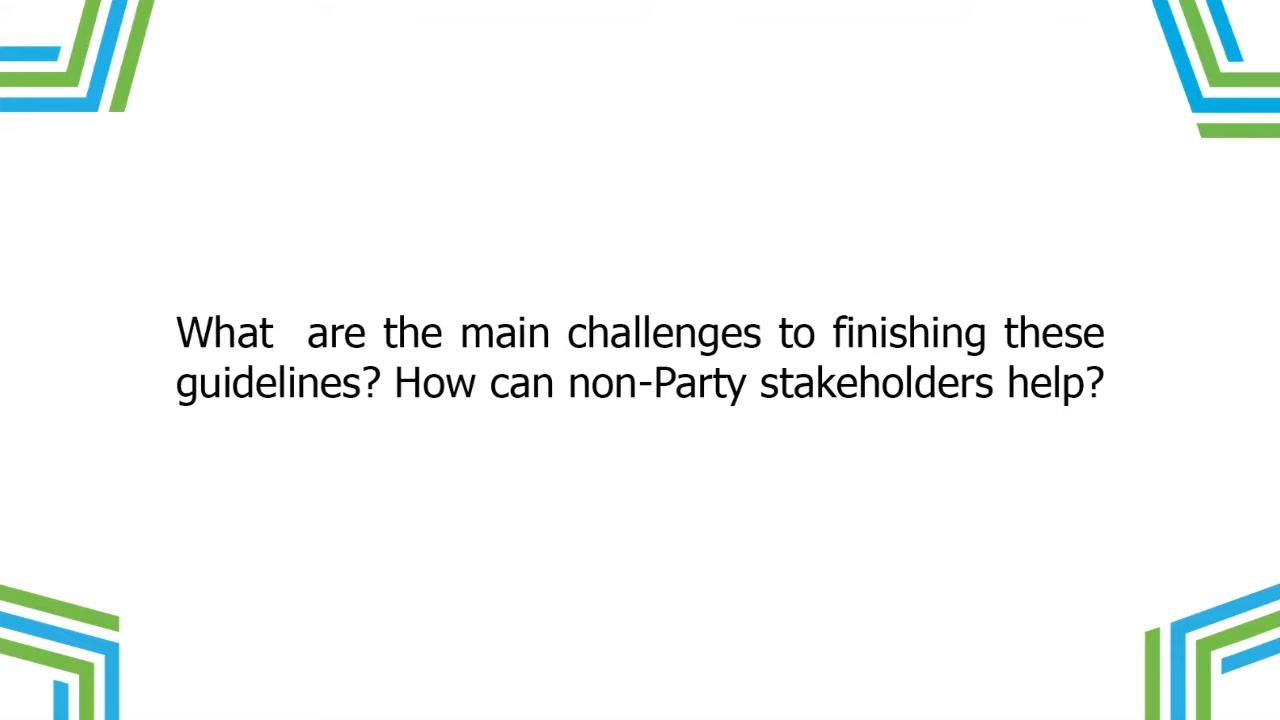 What are the main challenges to finishing these
guidelines? How can non-Party stakeholders help?